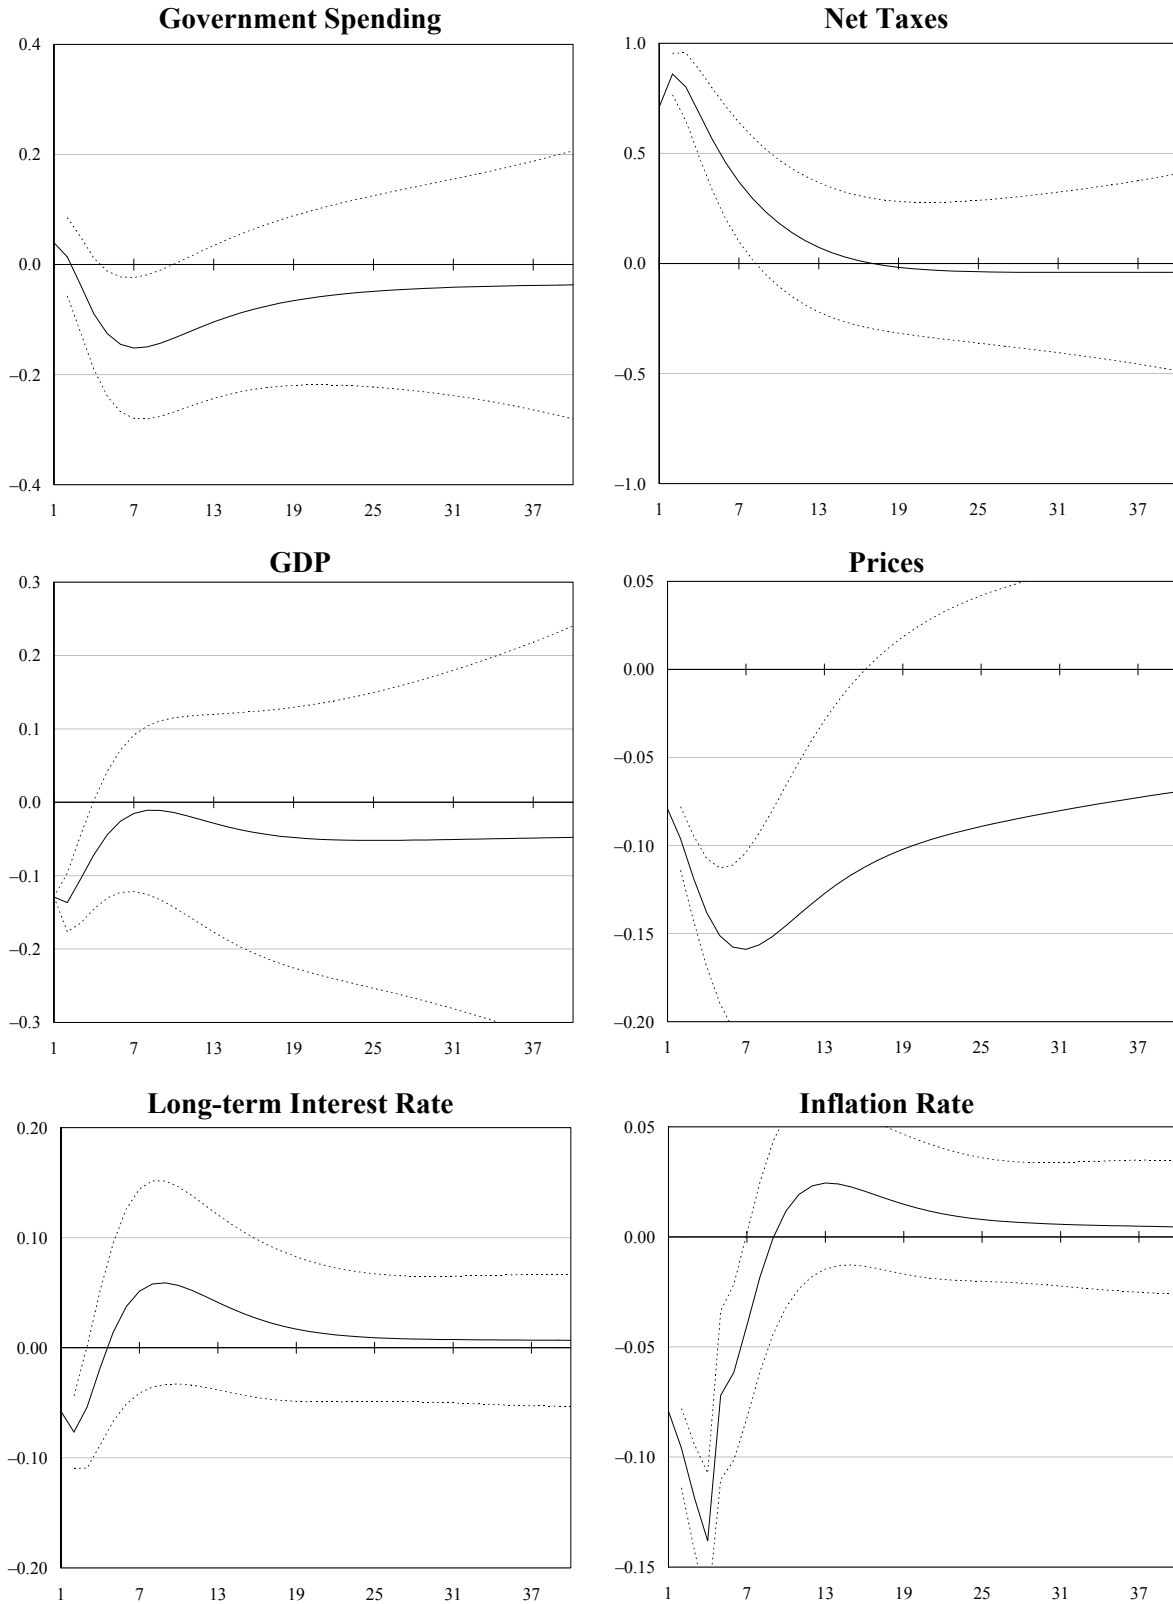 Government Spending
0.4
0.2
0.0
–0.2
–0.4
1 7 13 19 25 31 37
Net Taxes
1.0
0.5
0.0
–0.5
–1.0
1 7 13 19 25 31 37
GDP
0.3
0.2
0.1
0.0
–0.1
–0.2
–0.3
1 7 13 19 25 31 37
Prices
0.05
0.00
–0.05
–0.10
–0.15
–0.20
1 7 13 19 25 31 37
Long-term Interest Rate
0.20
0.10
0.00
–0.10
–0.20
1 7 13 19 25 31 37
Inflation Rate
0.05
0.00
–0.05
–0.10
–0.15
1 7 13 19 25 31 37